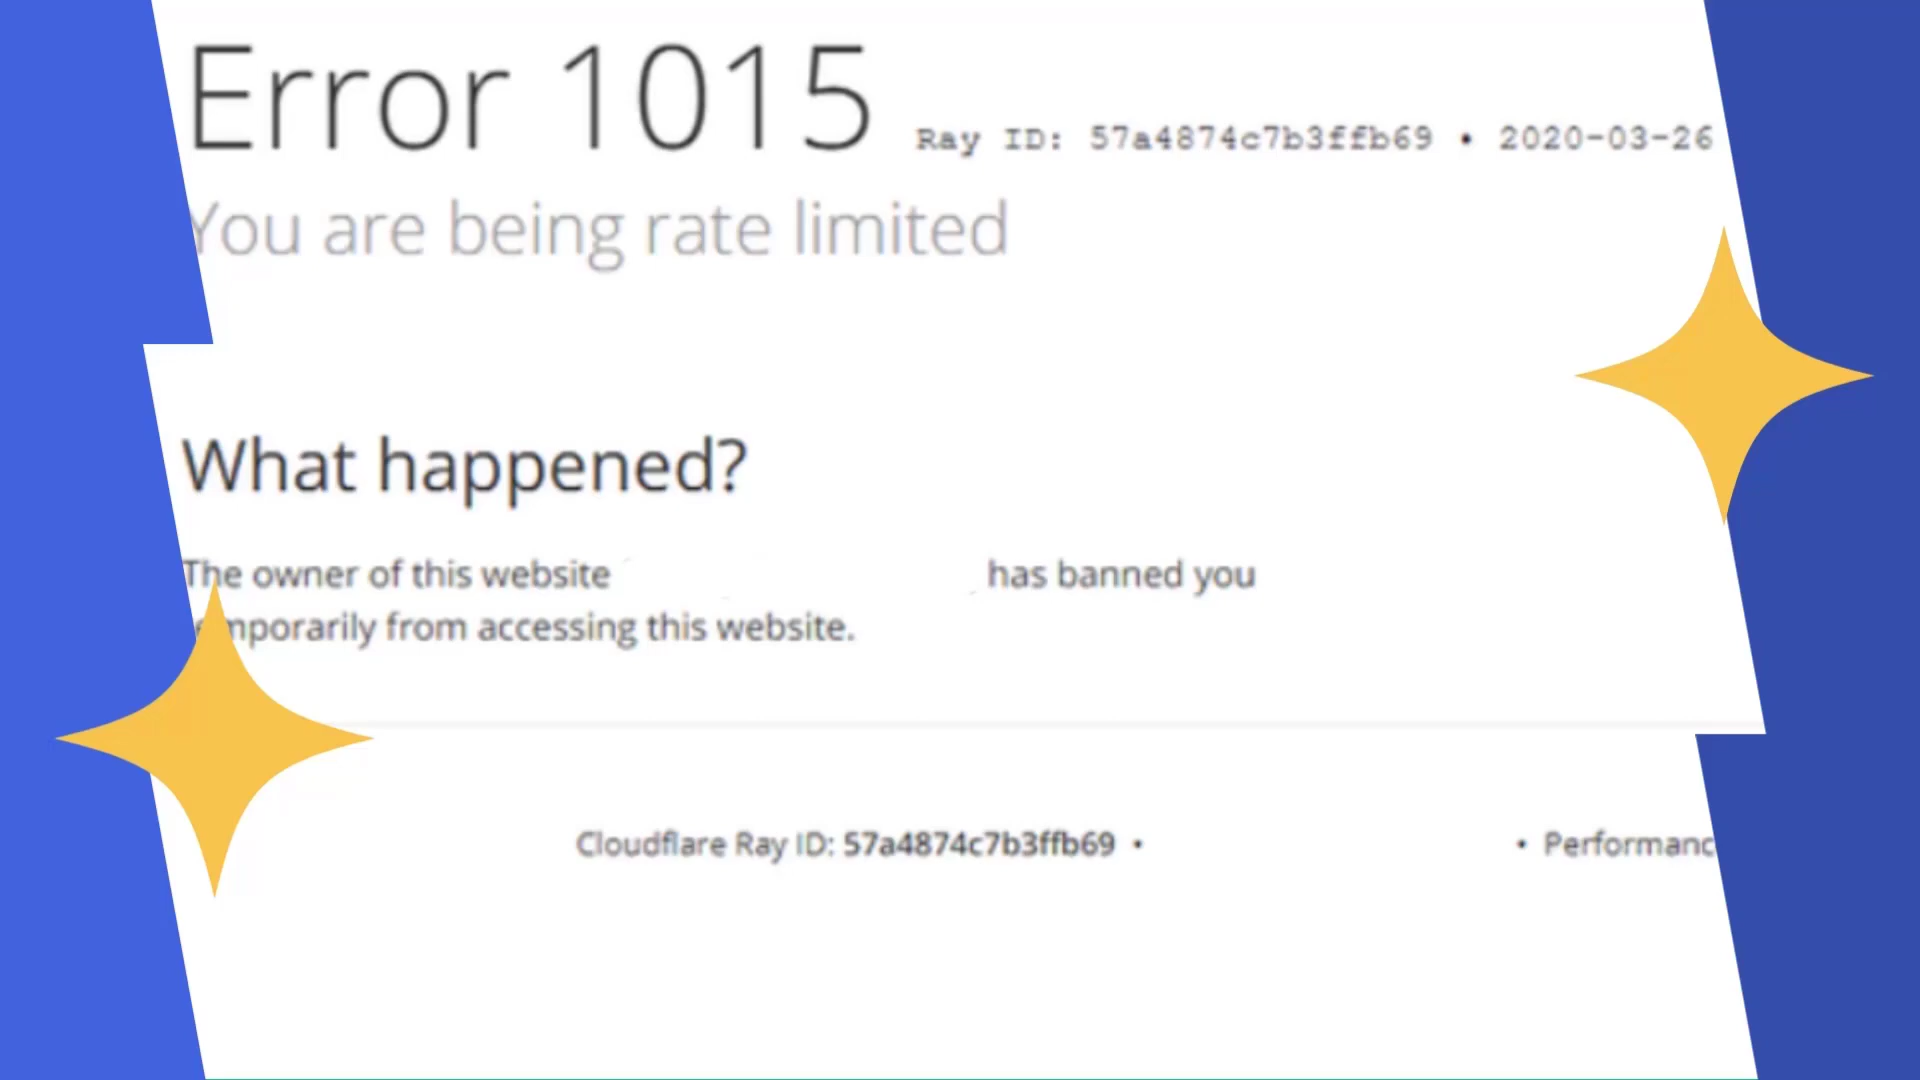 Error 1015 Ray ID: 57a4874c7b3ffb69 • 2020-03-26
You are being rate limited
What happened?
The owner of this website has banned you
emporarily from accessing this website.
Cloudflare Ray ID: 57a4874c7b3ffb69 • • Performanc